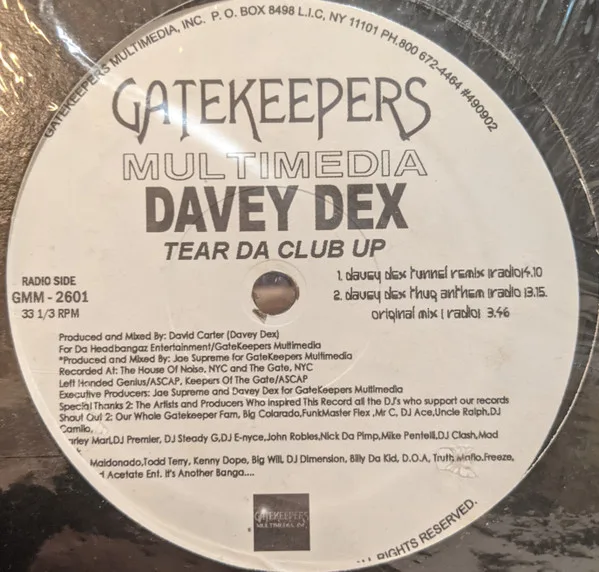 GATEKEEPERS MULTIMEDIA, INC. P. O. BOX 8498 L.I.C, NY 11101 PH.800 672-4464 #490902
GATEKEEPERS
MULTIMEDIA
DAVEY DEX
TEAR DA CLUB UP
RADIO SIDE
GMM - 2601
33 1/3 RPM
1. davey dex tunnel remix (radio)4.10
2. davey dex thug anthem (radio )3.15.
original mix ( radio) 3.46
Produced and Mixed By: David Carter (Davey Dex)
For Da Headbangaz Entertainment/GateKeepers Multimedia
*Produced and Mixed By: Jae Supreme for GateKeepers Multimedia
Recorded At: The House Of Noise, NYC and The Gate, NYC
Left Handed Genius/ASCAP, Keepers Of The Gate/ASCAP
Executive Producers: Jae Supreme and Davey Dex for GateKeepers Multimedia
Special Thanks 2: The Artists and Producers Who Inspired This Record all the DJ's who support our records
Shout Out 2: Our Whole Gatekeeper Fam, Big Colarado,FunkMaster Flex ,Mr C, DJ Ace,Uncle Ralph,DJ
Camilo,
arley Marl,DJ Premier, DJ Steady G,DJ E-nyce,John Robles,Nick Da Pimp,Mike Pentelli,DJ Clash,Mad
Maldonado,Todd Terry, Kenny Dope, Big Will, DJ Dimension, Billy Da Kid, D.O.A, Truth Mafio,Freeze,
Acetate Ent. It's Another Banga....
GATEKEEPERS
RIGHTS RESERVED.